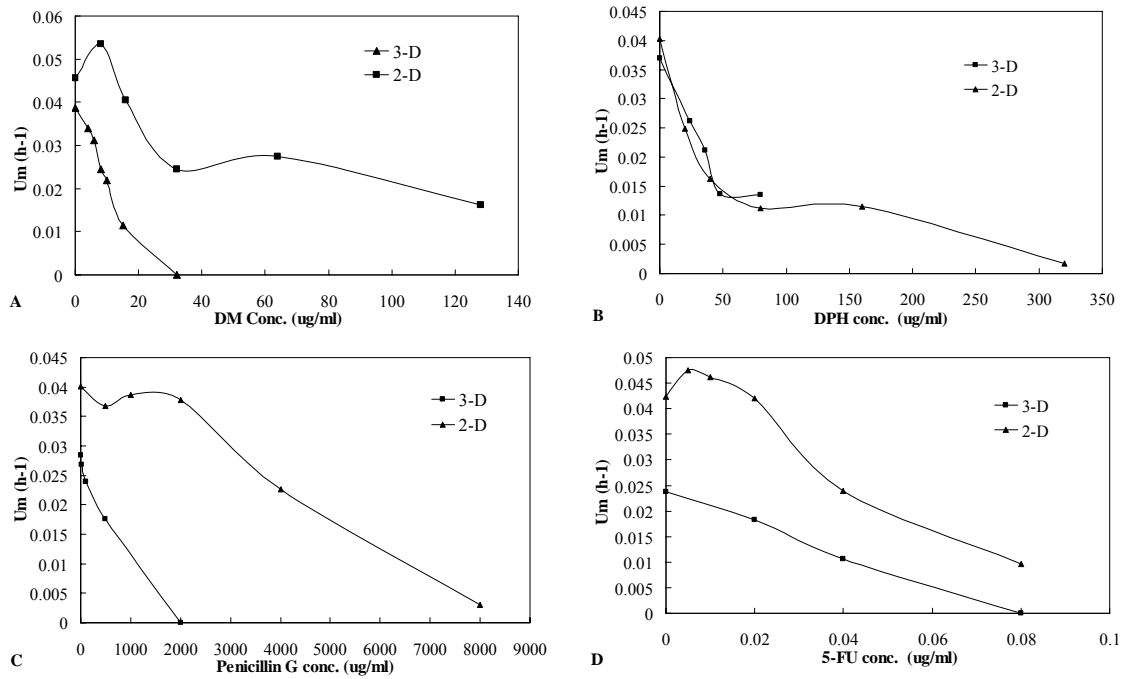 0.06
0.05
0.04
0.03
0.02
0.01
0
Um (h-1)
0 20 40 60 80 100 120 140
DM Conc. (ug/ml)
3-D
2-D
A
0.045
0.04
0.035
0.03
0.025
0.02
0.015
0.01
0.005
0
Um (h-1)
0 50 100 150 200 250 300 350
DPH conc. (ug/ml)
3-D
2-D
B
0.045
0.04
0.035
0.03
0.025
0.02
0.015
0.01
0.005
0
Um (h-1)
0 1000 2000 3000 4000 5000 6000 7000 8000 9000
Penicillin G conc. (ug/ml)
3-D
2-D
C
0.05
0.045
0.04
0.035
0.03
0.025
0.02
0.015
0.01
0.005
0
Um (h-1)
0 0.02 0.04 0.06 0.08 0.1
5-FU conc. (ug/ml)
3-D
2-D
D